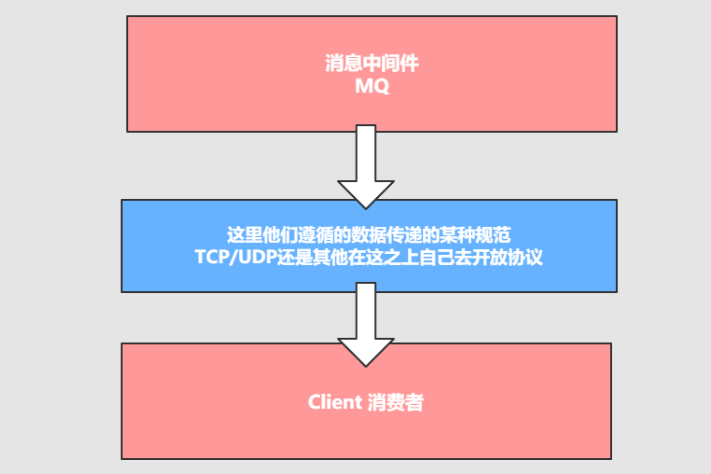 消息中间件
MQ
这里他们遵循的数据传递的某种规范
TCP/UDP还是其他在这之上自己去开放协议
Client 消费者